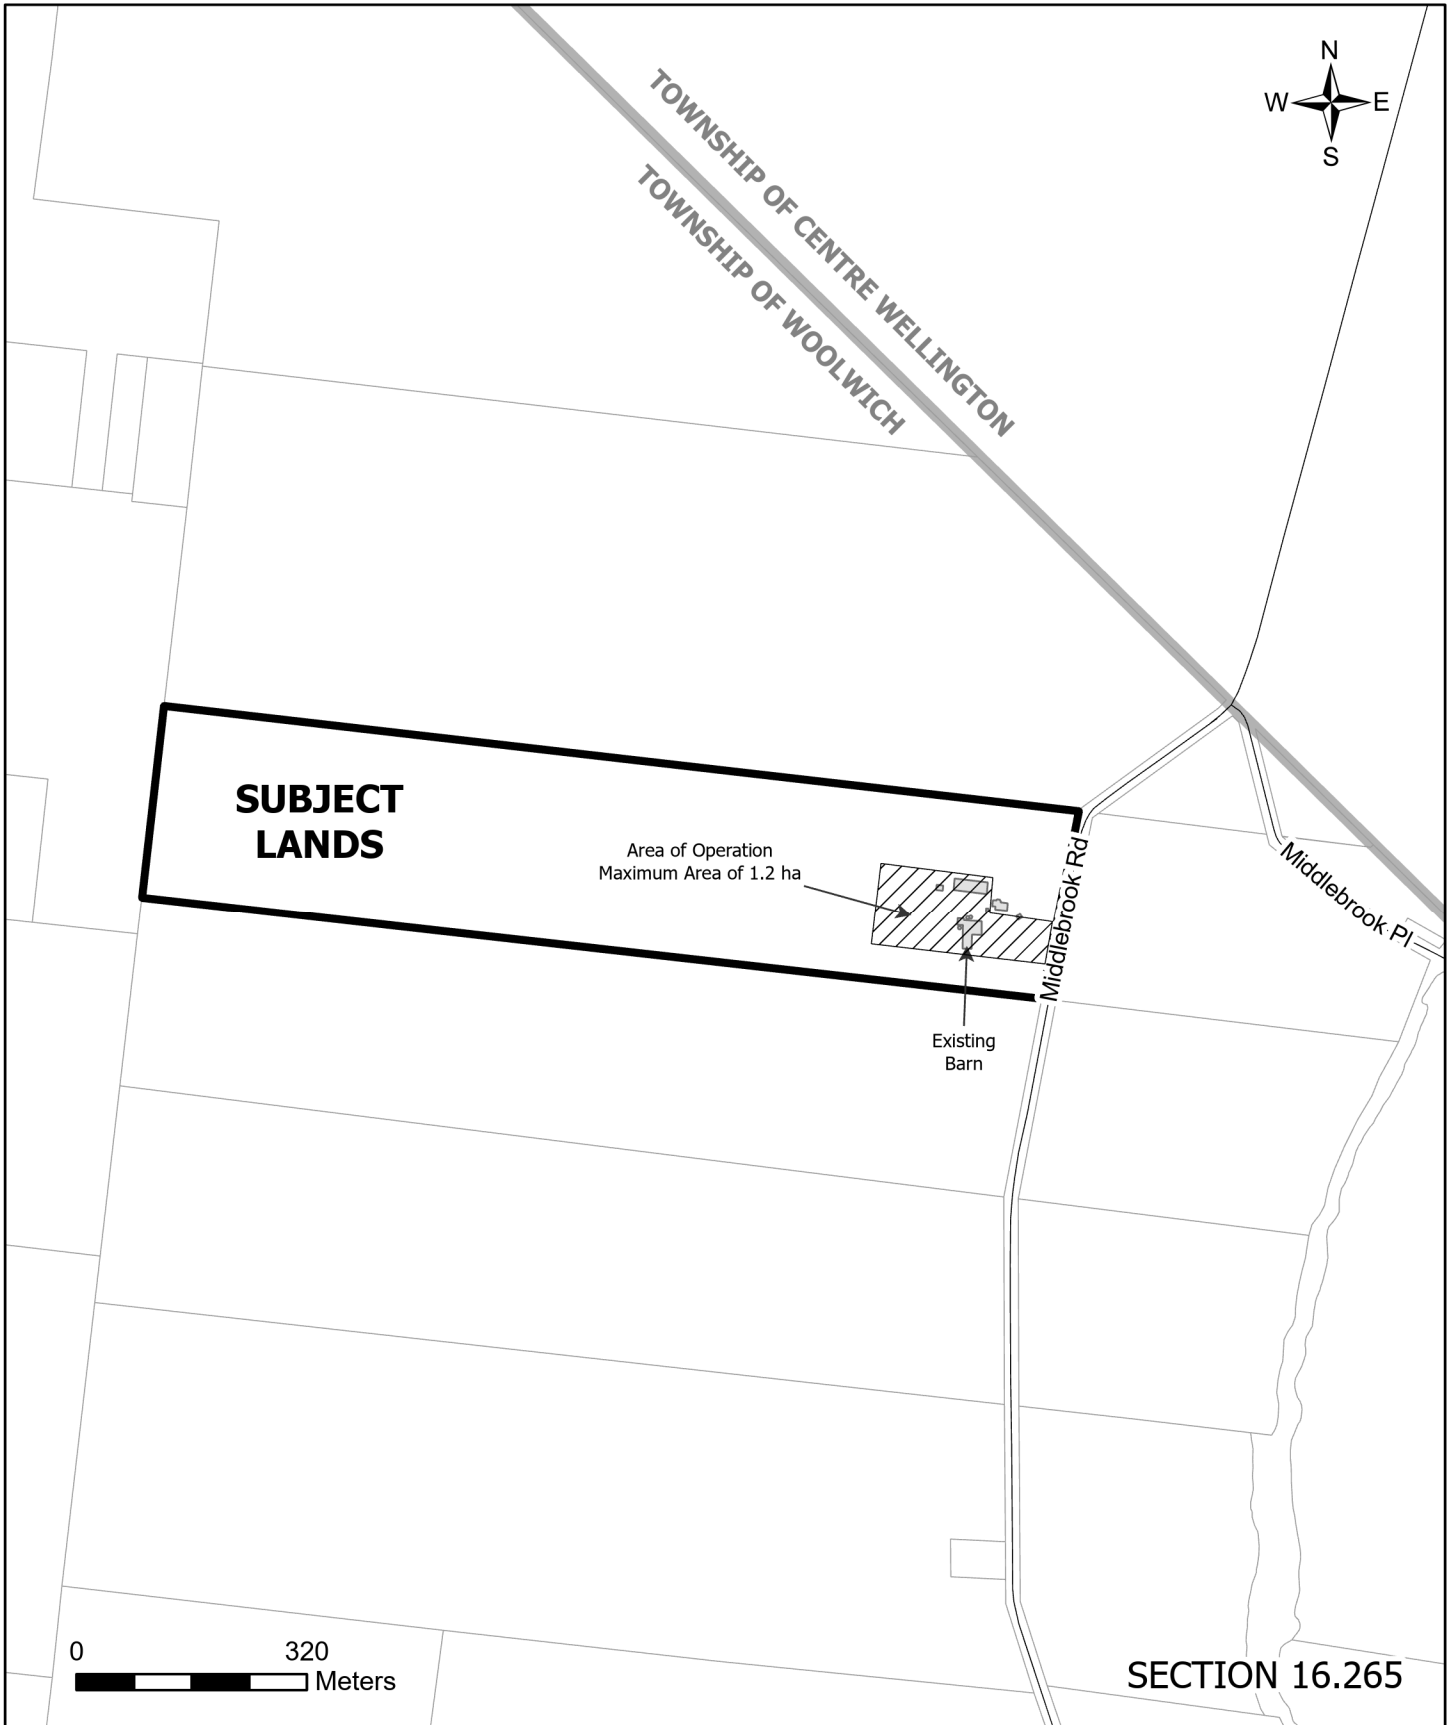 N
W E
S
TOWNSHIP OF CENTRE WELLINGTON
TOWNSHIP OF WOOLWICH
SUBJECT
LANDS
Area of Operation
Maximum Area of 1.2 ha
Middlebrook Rd
Middlebrook Pl
Existing
Barn
0 320
Meters
SECTION 16.265